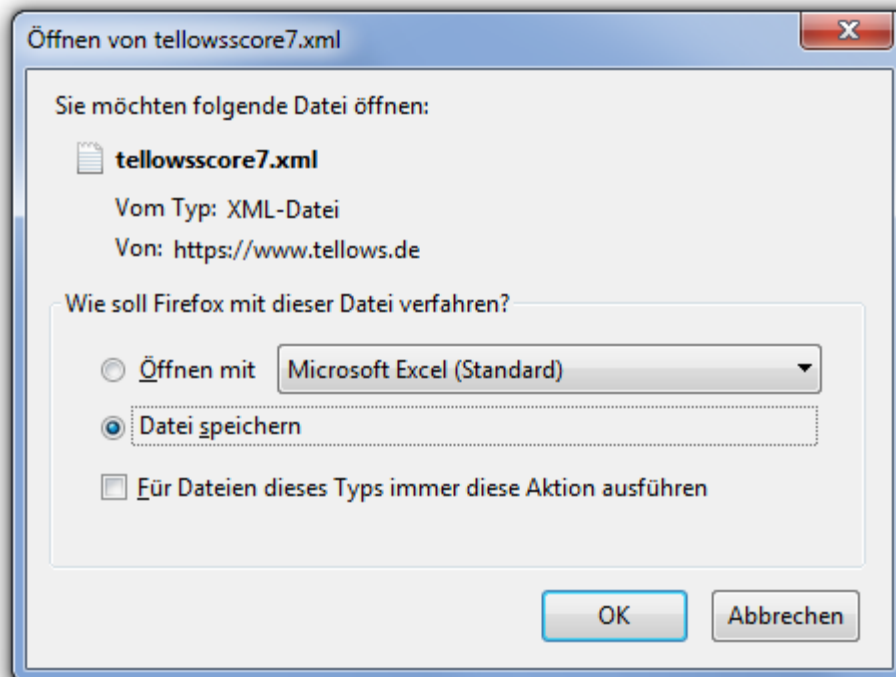 Öffnen von tellowsscore7.xml
Sie möchten folgende Datei öffnen:
tellowsscore7.xml
Vom Typ: XML-Datei
Von: https://www.tellows.de
Wie soll Firefox mit dieser Datei verfahren?
Öffnen mit Microsoft Excel (Standard)
Datei speichern
Für Dateien dieses Typs immer diese Aktion ausführen
OK Abbrechen